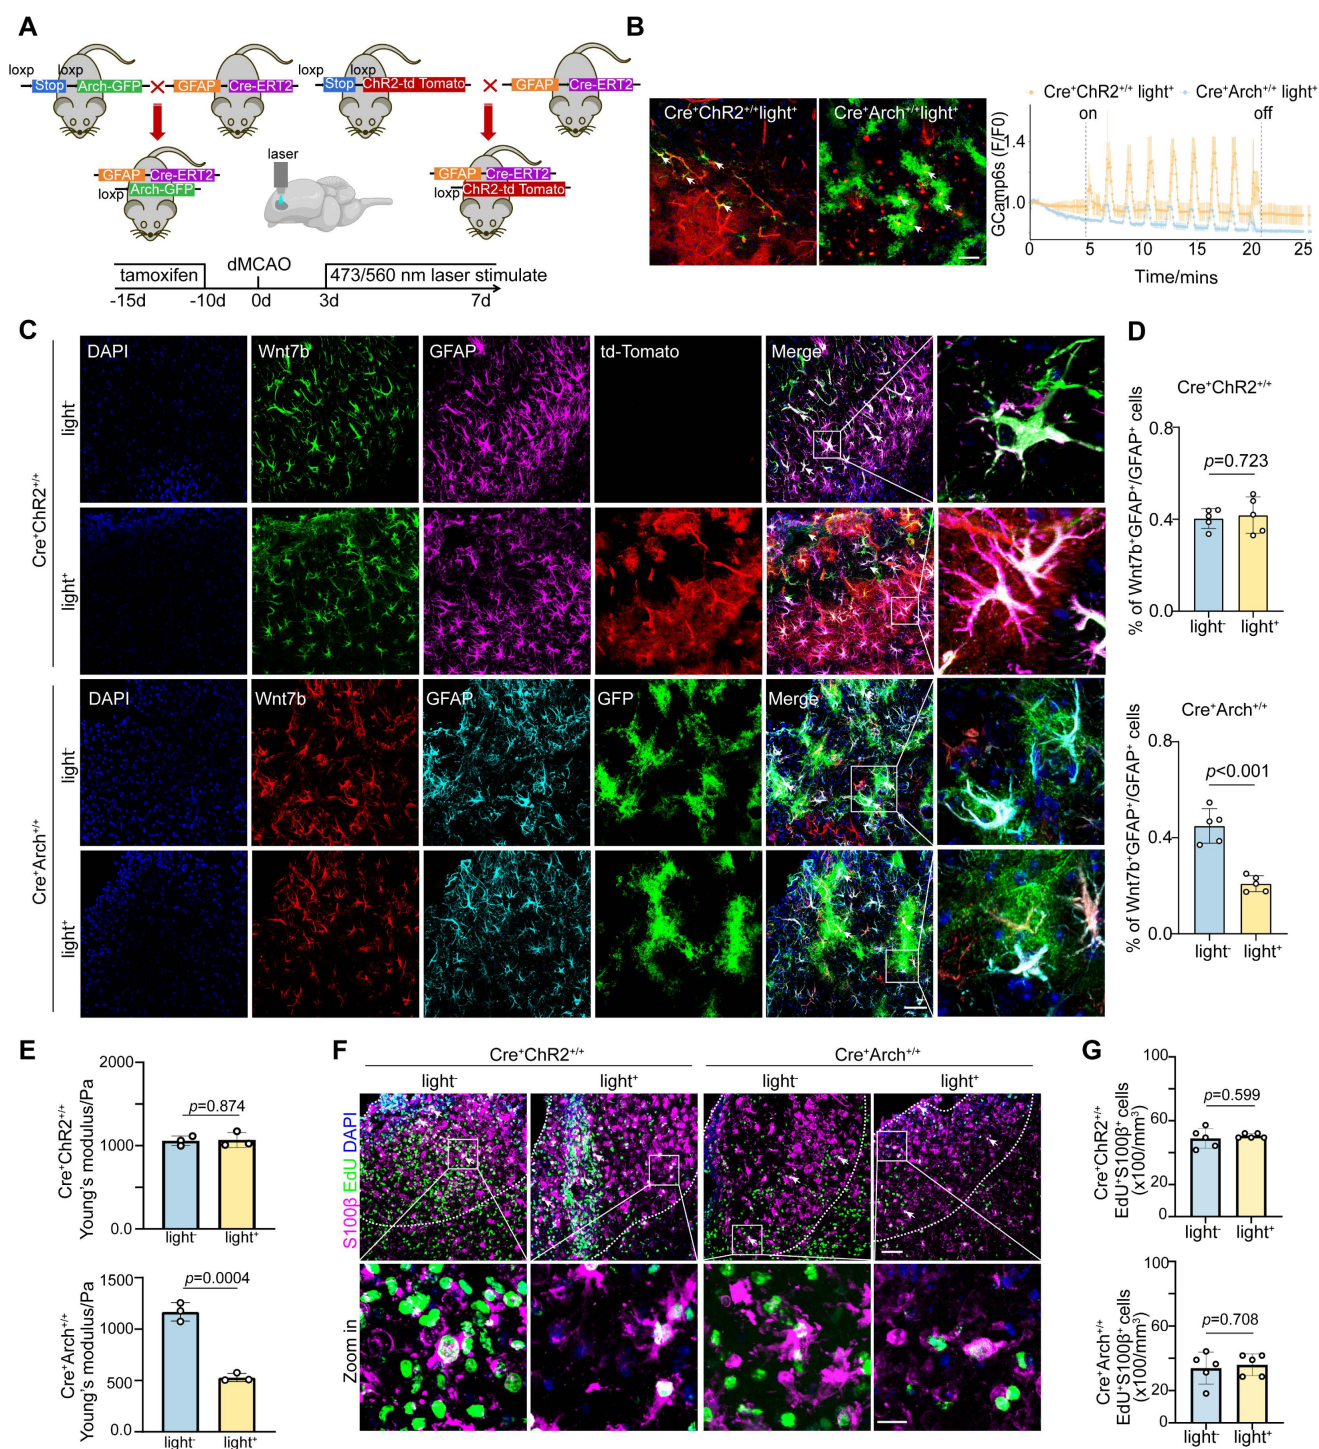 A
loxp
loxp
Stop
Arch-GFP
GFAP
Cre-ERT2
loxp
loxp
Stop
ChR2-td Tomato
GFAP
Cre-ERT2
GFAP
Cre-ERT2
loxp
Arch-GFP
laser
GFAP
Cre-ERT2
loxp
ChR2-td Tomato
dMCAO
tamoxifen
473/560 nm laser stimulate
-15d
-10d
0d
3d
7d
B
Cre⁺ChR2⁺/⁺light⁺
Cre⁺Arch⁺/⁺light⁺
Cre⁺ChR2⁺/⁺ light⁺
Cre⁺Arch⁺/⁺ light⁺
on
off
GCamp6s (F/F0)
1.4
1.0
0
5
10
15
20
25
Time/mins
C
DAPI
Wnt7b
GFAP
td-Tomato
Merge
Cre⁺ChR2⁺/⁺
light⁻
light⁺
DAPI
Wnt7b
GFAP
GFP
Merge
Cre⁺Arch⁺/⁺
light⁻
light⁺
D
Cre⁺ChR2⁺/⁺
% of Wnt7b⁺GFAP⁺/GFAP⁺ cells
0.8
0.4
0.0
p=0.723
light⁻
light⁺
Cre⁺Arch⁺/⁺
% of Wnt7b⁺GFAP⁺/GFAP⁺ cells
0.8
0.4
0.0
p<0.001
light⁻
light⁺
E
Cre⁺ChR2⁺/⁺
Young's modulus/Pa
2000
1000
0.0
p=0.874
light⁻
light⁺
Cre⁺Arch⁺/⁺
Young's modulus/Pa
1500
1000
500
0.0
p=0.0004
light⁻
light⁺
F
Cre⁺ChR2⁺/⁺
Cre⁺Arch⁺/⁺
light⁻
light⁺
light⁻
light⁺
S100β EdU DAPI
Zoom in
G
Cre⁺ChR2⁺/⁺
EdU⁺S100β⁺ cells
(x100/mm³)
100
60
20
0
p=0.599
light⁻
light⁺
Cre⁺Arch⁺/⁺
EdU⁺S100β⁺ cells
(x100/mm³)
100
60
20
0
p=0.708
light⁻
light⁺